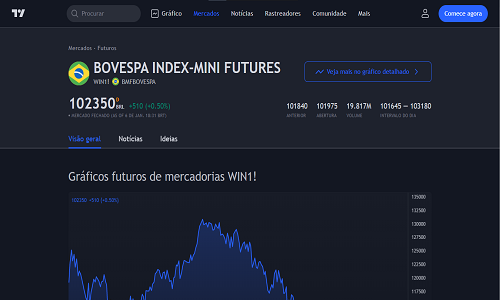 Procurar
Gráfico
Mercados
Notícias
Rastreadores
Comunidade
Mais
Comece agora
Mercados
Futuros
BOVESPA INDEX-MINI FUTURES
WIN1! BMFBOVESPA
Veja mais no gráfico detalhado
102350 D BRL +510 (+0.50%)
MERCADO FECHADO (AS OF 6 DE JAN. 18:31 BRT)
101840 101975 19.817M 101645 — 103180
ANTERIOR ABERTURA VOLUME INTERVALO DO DIA
Visão geral
Notícias
Ideias
Gráficos futuros de mercadorias WIN1!
102350 +510 (+0.50%)
135000
132500
130000
127500
125000
122500
120000
117500